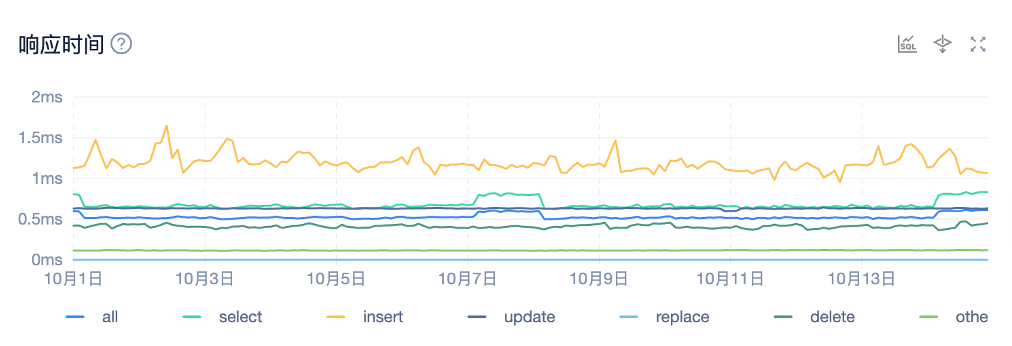 响应时间 ?
SQL
2ms
1.5ms
1ms
0.5ms
0ms
10月1日 10月3日 10月5日 10月7日 10月9日 10月11日 10月13日
all select insert update replace delete othe